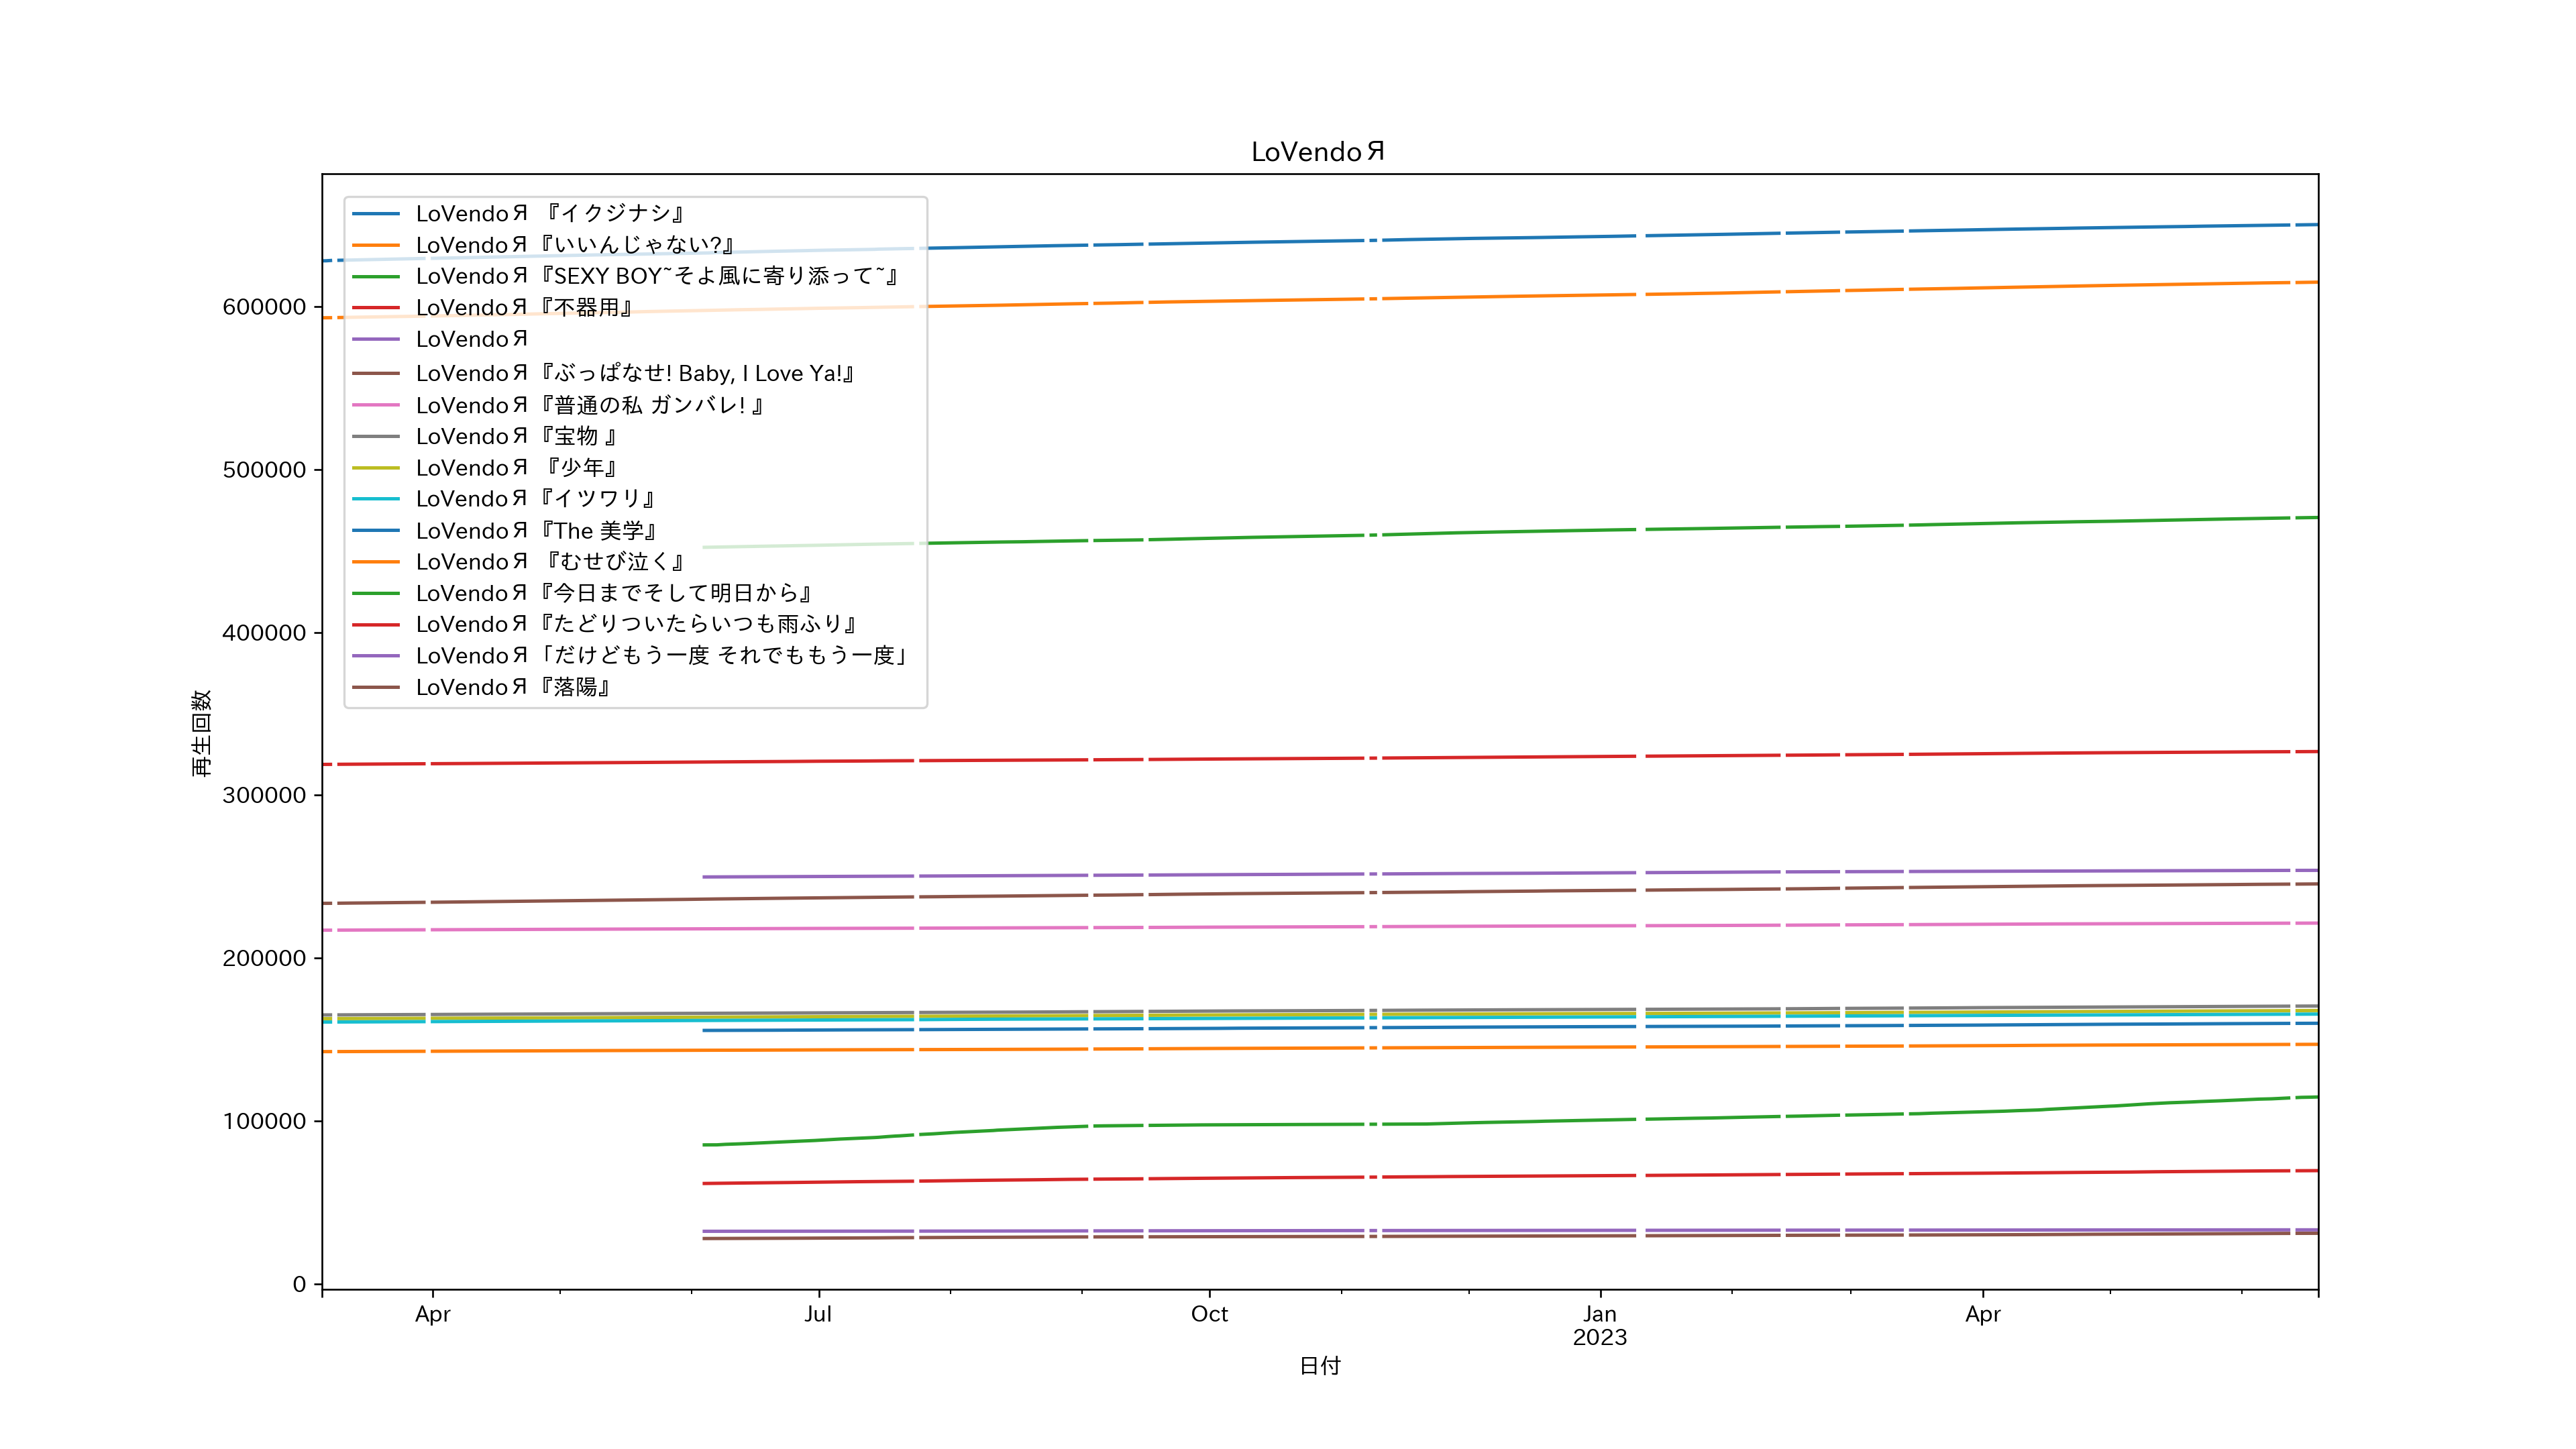 LoVendoЯ
LoVendoЯ 『イクジナシ』
LoVendoЯ『いいんじゃない?』
LoVendoЯ『SEXY BOY~そよ風に寄り添って~』
LoVendoЯ『不器用』
LoVendoЯ
LoVendoЯ『ぶっぱなせ! Baby, I Love Ya!』
LoVendoЯ『普通の私 ガンバレ! 』
LoVendoЯ『宝物 』
LoVendoЯ 『少年』
LoVendoЯ『イツワリ』
LoVendoЯ『The 美学』
LoVendoЯ 『むせび泣く』
LoVendoЯ『今日までそして明日から』
LoVendoЯ『たどりついたらいつも雨ふり』
LoVendoЯ「だけどもう一度 それでももう一度」
LoVendoЯ『落陽』
600000
500000
400000
300000
200000
100000
0
再生回数
Apr
Jul
Oct
Jan
2023
Apr
日付